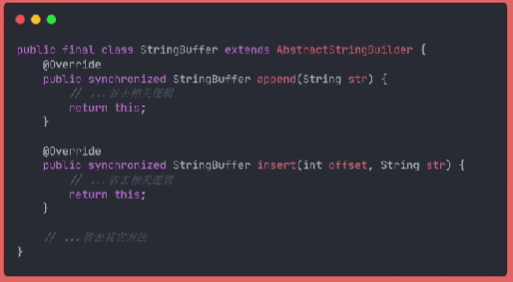 public final class StringBuffer extends AbstractStringBuilder {
    @Override
    public synchronized StringBuffer append(String str) {
        // ...省去相关逻辑
        return this;
    }

    @Override
    public synchronized StringBuffer insert(int offset, String str) {
        // ...省去相关逻辑
        return this;
    }

    // ...省去其它方法
}